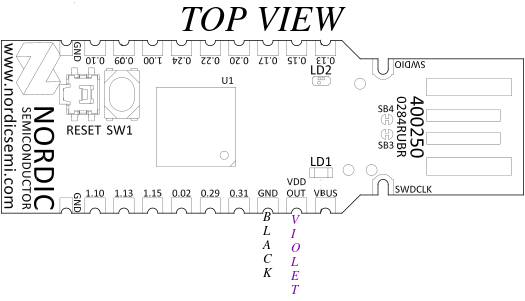 TOP VIEW
GND 0.10 0.09 1.00 0.24 0.22 0.20 0.17 0.15 0.13
SWDIO
www.nordicsemi.com
NORDIC
SEMICONDUCTOR
RESET SW1
U1
LD2
SB4
SB3
400250
0284RUBR
LD1
SWDCLK
GND 1.10 1.13 1.15 0.02 0.29 0.31 GND VDD OUT VBUS
BLACK
VIOLET